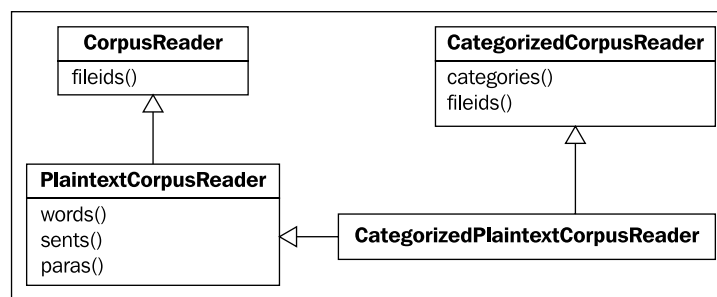 CorpusReader
fileids()
CategorizedCorpusReader
categories()
fileids()
PlaintextCorpusReader
words()
sents()
paras()
CategorizedPlaintextCorpusReader